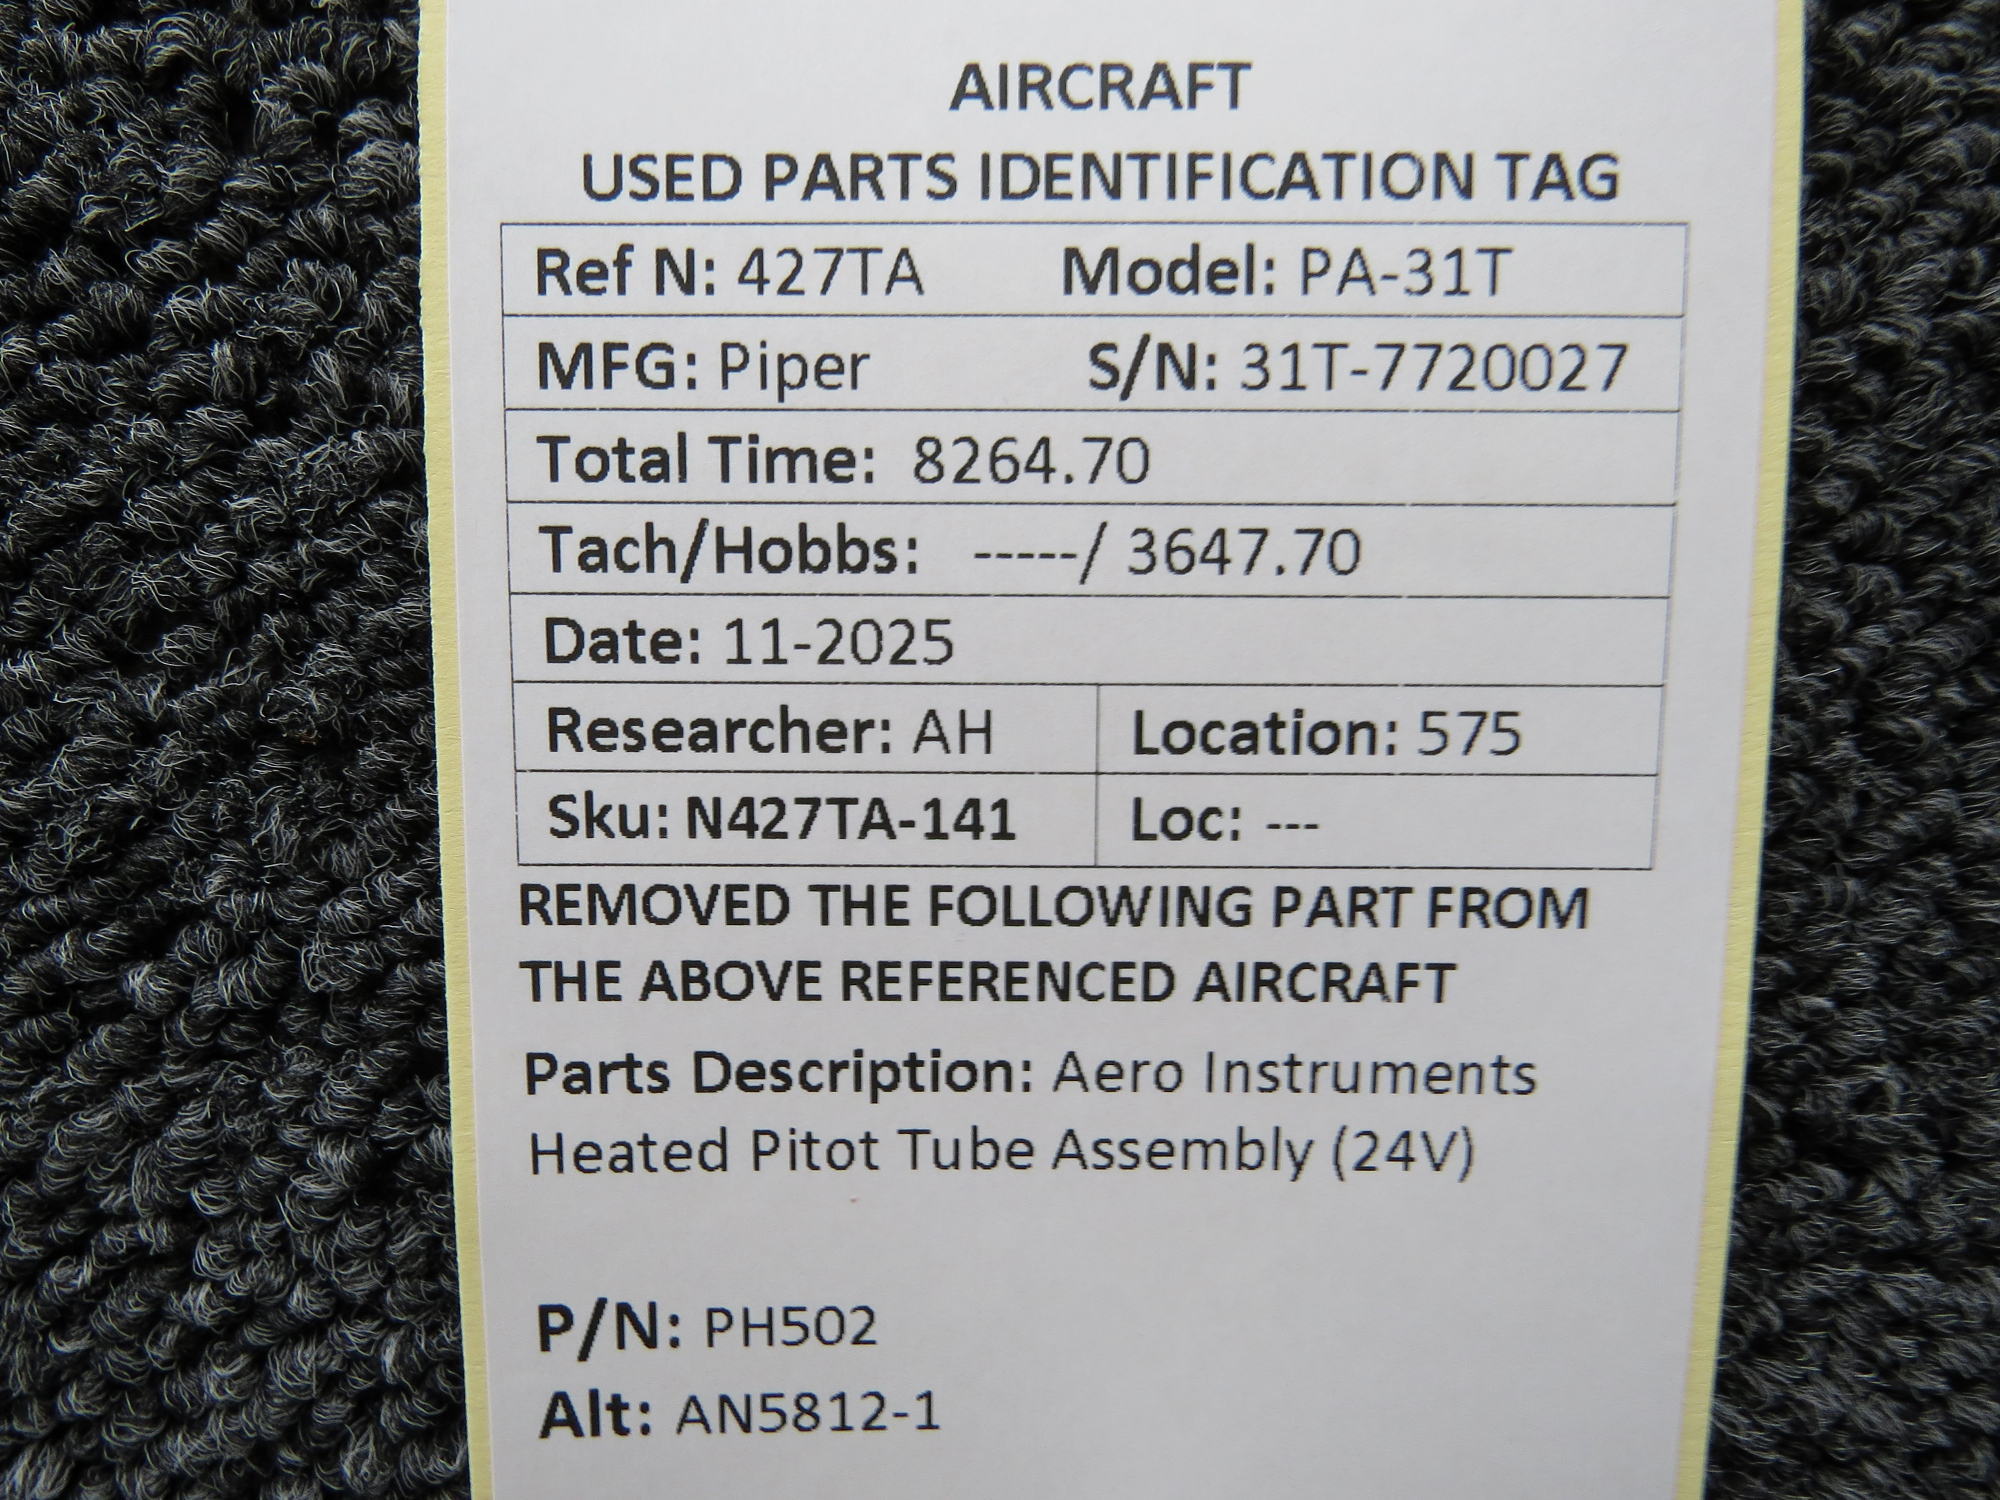 AIRCRAFT
USED PARTS IDENTIFICATION TAG
Ref N: 427TA Model: PA-31T
MFG: Piper S/N: 31T-7720027
Total Time: 8264.70
Tach/Hobbs: -----/ 3647.70
Date: 11-2025
Researcher: AH Location: 575
Sku: N427TA-141 Loc: ---
REMOVED THE FOLLOWING PART FROM
THE ABOVE REFERENCED AIRCRAFT
Parts Description: Aero Instruments
Heated Pitot Tube Assembly (24V)
P/N: PH502
Alt: AN5812-1